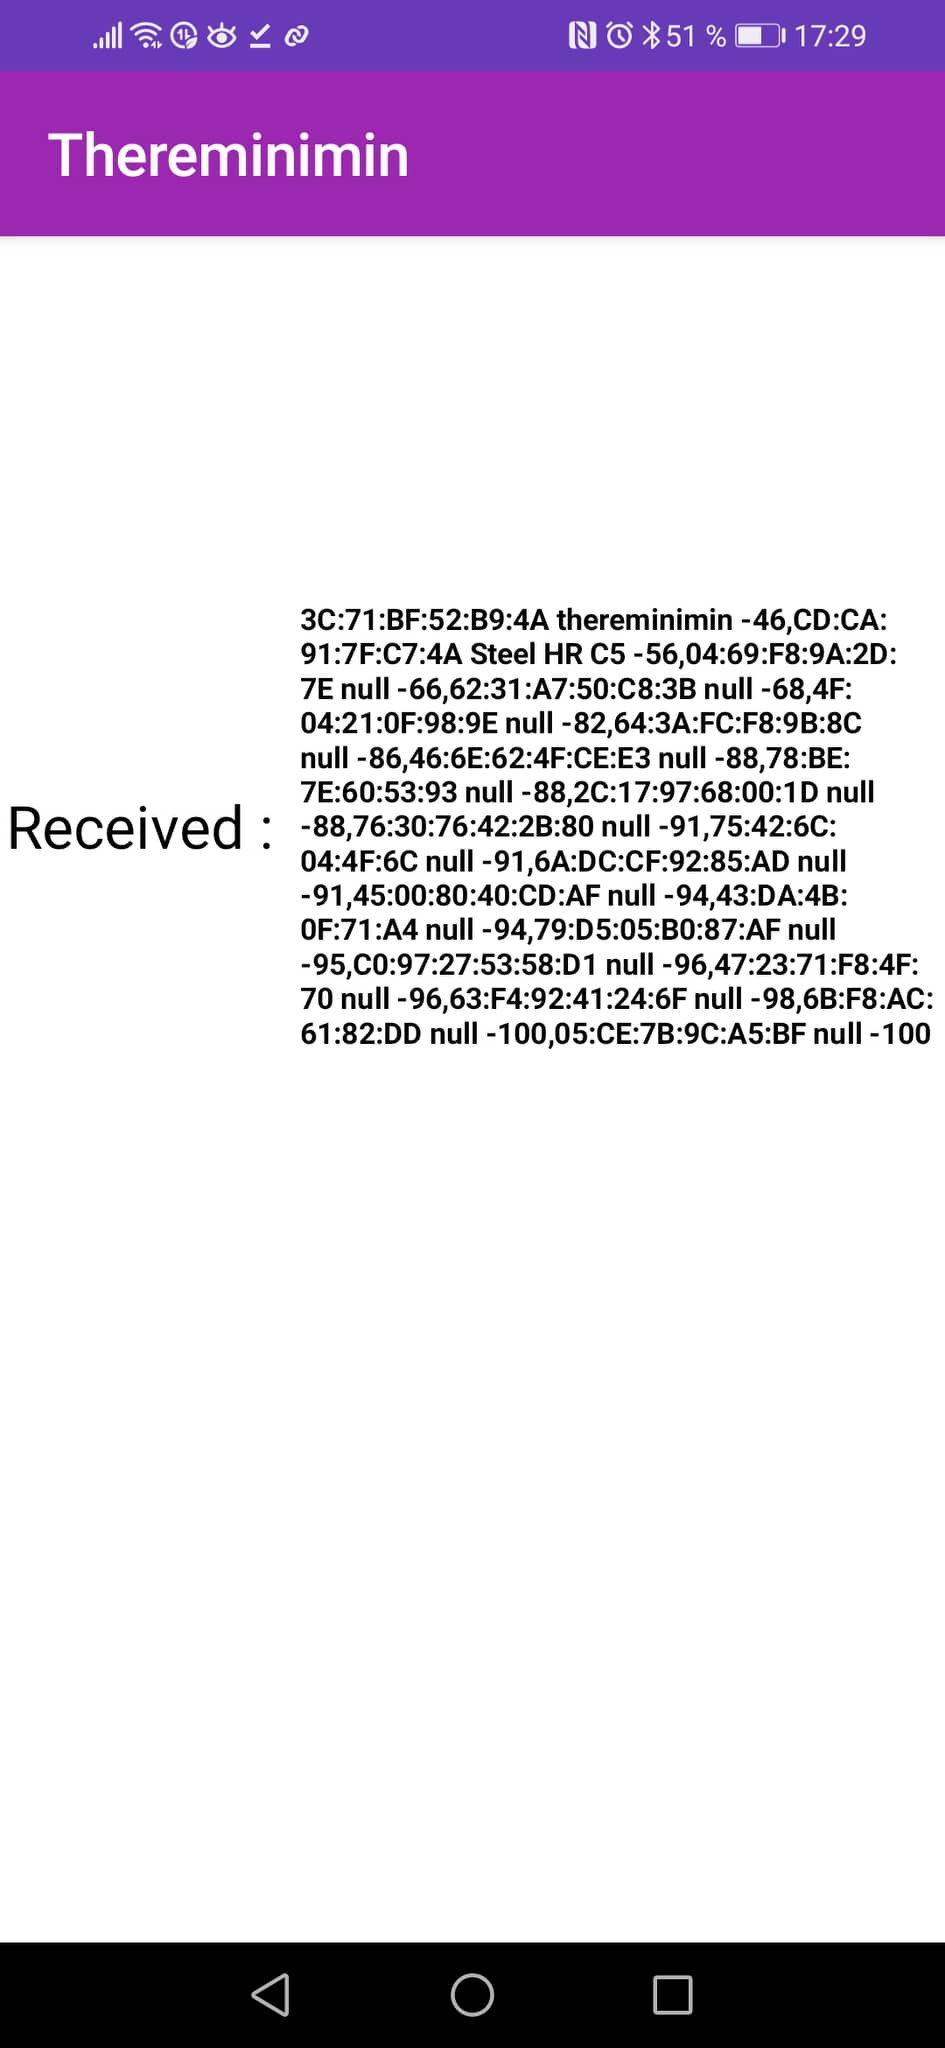 51 % 17:29
Thereminimin
Received :
3C:71:BF:52:B9:4A thereminimin -46,CD:CA:
91:7F:C7:4A Steel HR C5 -56,04:69:F8:9A:2D:
7E null -66,62:31:A7:50:C8:3B null -68,4F:
04:21:0F:98:9E null -82,64:3A:FC:F8:9B:8C
null -86,46:6E:62:4F:CE:E3 null -88,78:BE:
7E:60:53:93 null -88,2C:17:97:68:00:1D null
-88,76:30:76:42:2B:80 null -91,75:42:6C:
04:4F:6C null -91,6A:DC:CF:92:85:AD null
-91,45:00:80:40:CD:AF null -94,43:DA:4B:
0F:71:A4 null -94,79:D5:05:B0:87:AF null
-95,C0:97:27:53:58:D1 null -96,47:23:71:F8:4F:
70 null -96,63:F4:92:41:24:6F null -98,6B:F8:AC:
61:82:DD null -100,05:CE:7B:9C:A5:BF null -100